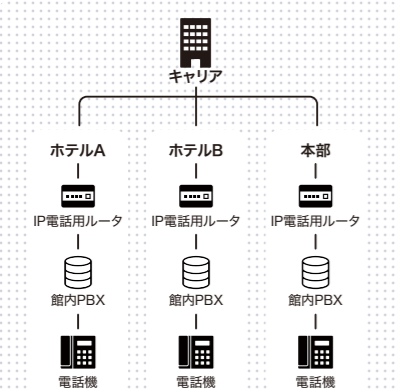 キャリア
ホテルA
ホテルB
本部
IP電話用ルータ
IP電話用ルータ
IP電話用ルータ
館内PBX
館内PBX
館内PBX
電話機
電話機
電話機